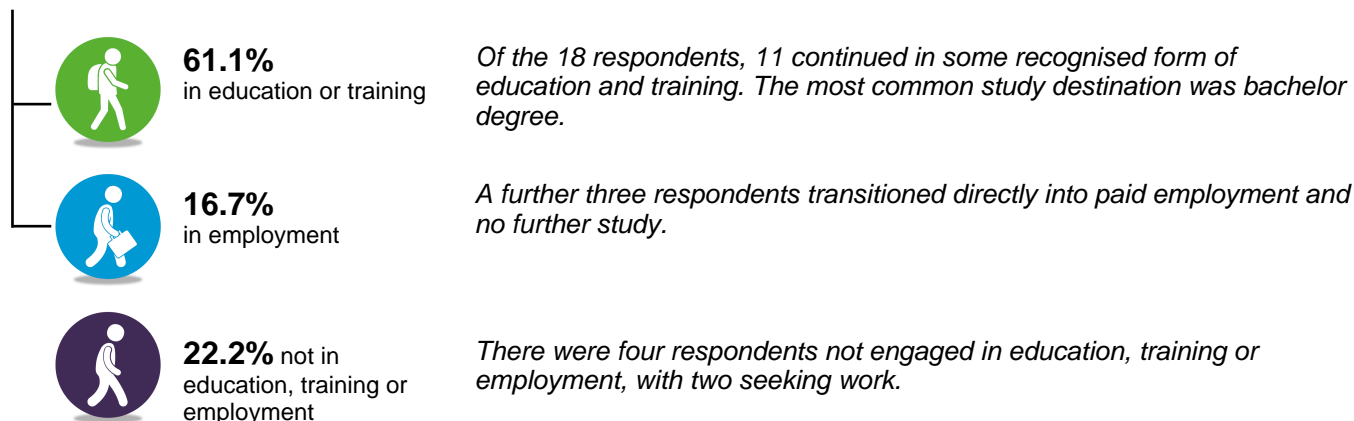 61.1%
in education or training
Of the 18 respondents, 11 continued in some recognised form of
education and training. The most common study destination was bachelor
degree.
16.7%
in employment
A further three respondents transitioned directly into paid employment and
no further study.
22.2% not in
education, training or
employment
There were four respondents not engaged in education, training or
employment, with two seeking work.